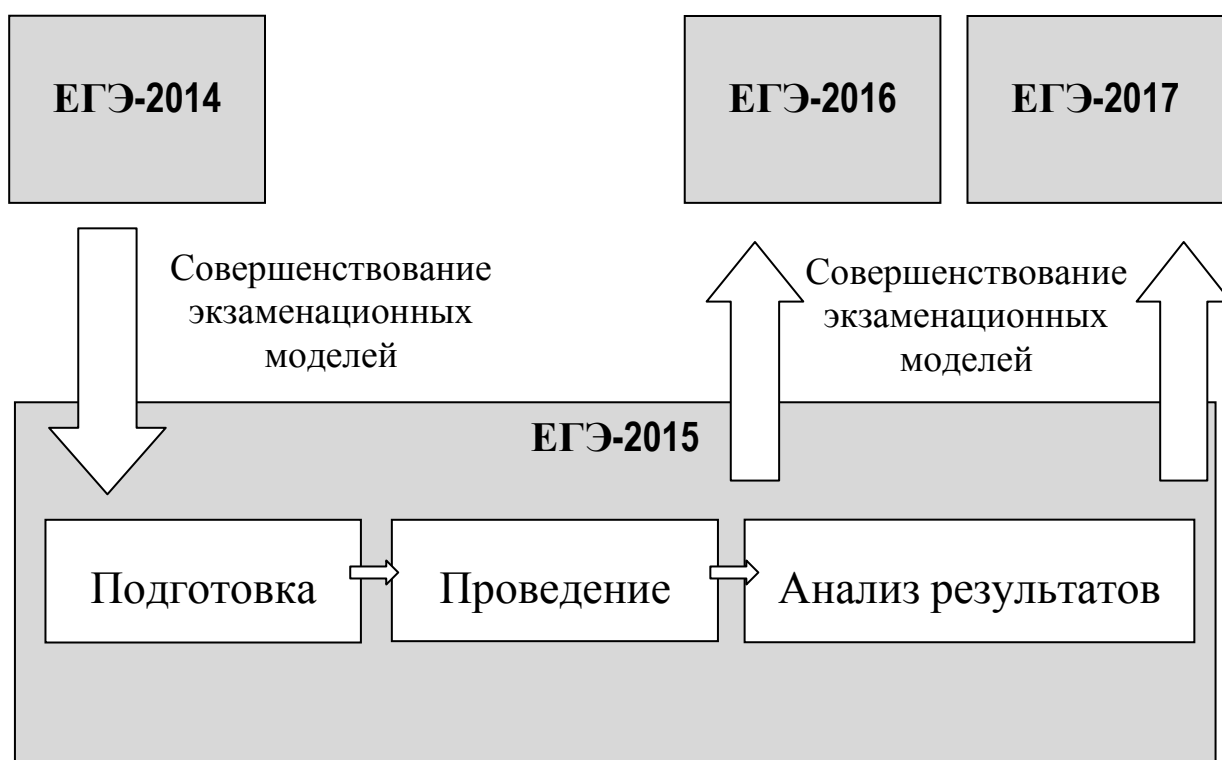 ЕГЭ-2014
ЕГЭ-2016
ЕГЭ-2017
Совершенствование
экзаменационных
моделей
Совершенствование
экзаменационных
моделей
ЕГЭ-2015
Подготовка
Проведение
Анализ результатов